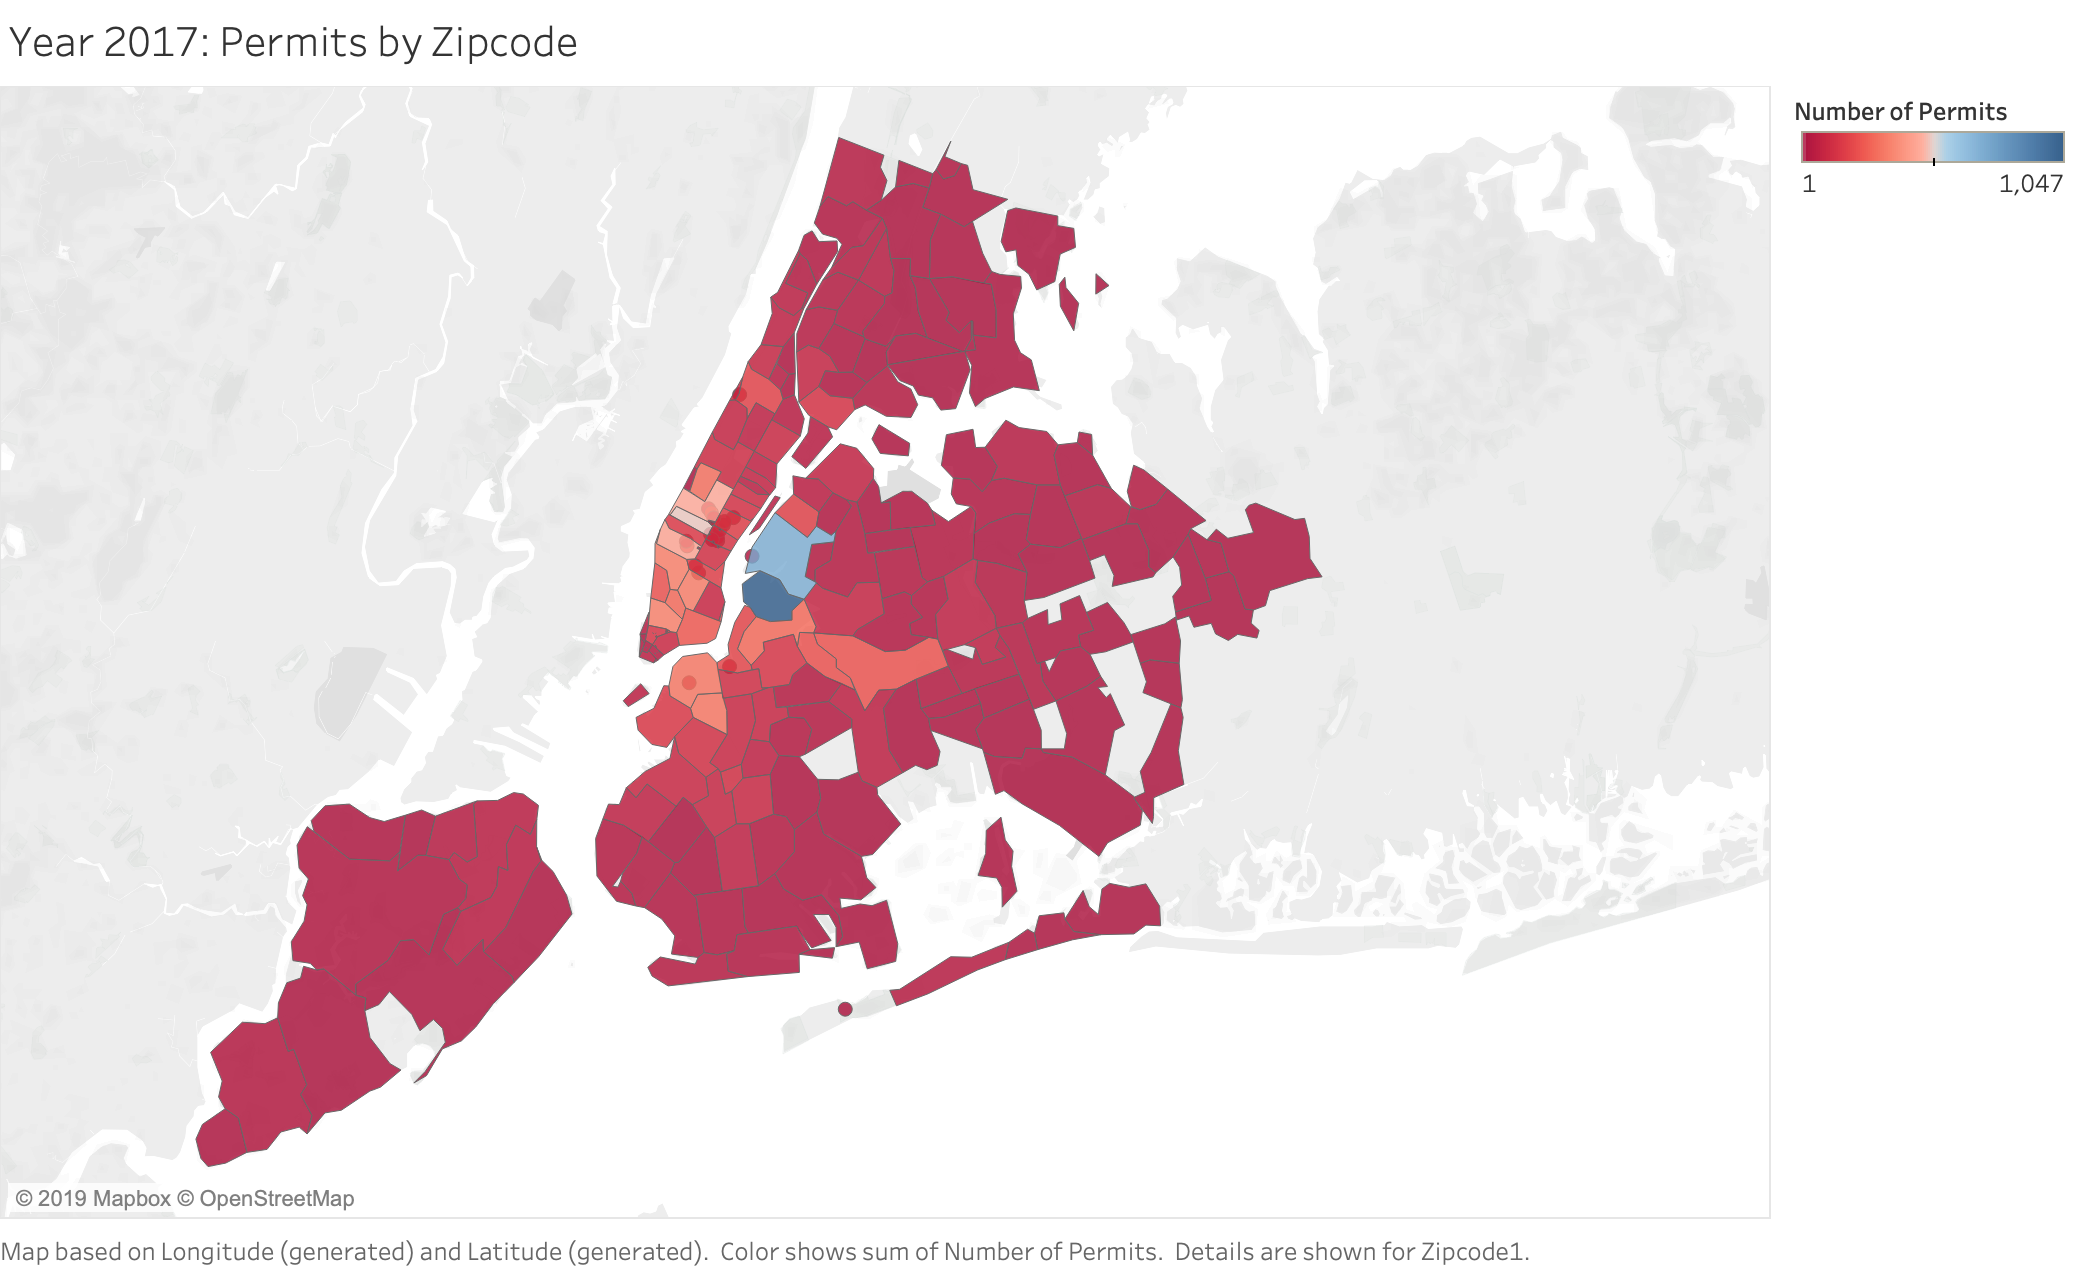 Year 2017: Permits by Zipcode
Number of Permits
1 1,047
© 2019 Mapbox © OpenStreetMap
Map based on Longitude (generated) and Latitude (generated).  Color shows sum of Number of Permits.  Details are shown for Zipcode1.